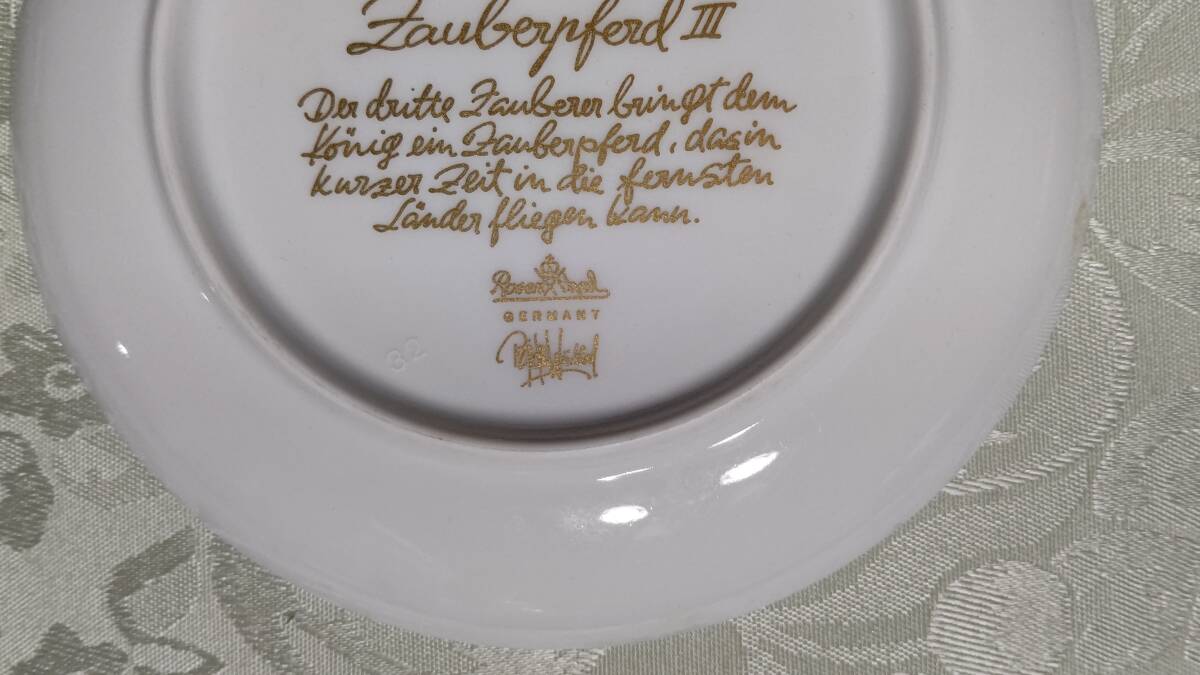 Zauberpferd III
Der dritte Zauberer bringt dem
König ein Zauberpferd, das in
kurzer Zeit in die fernsten
Länder fliegen kann.
Rosenthal
GERMANY
32